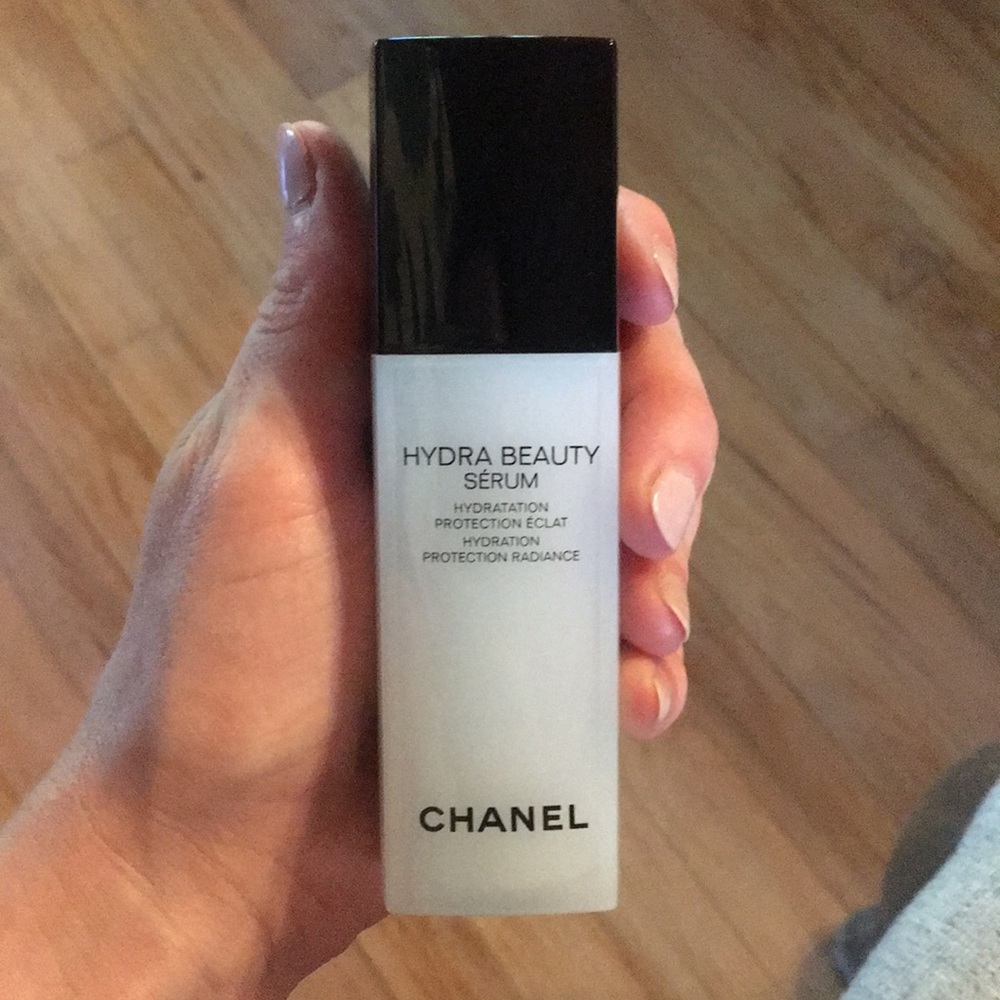 HYDRA BEAUTY
SÉRUM
HYDRATATION
PROTECTION ÉCLAT
HYDRATION
PROTECTION RADIANCE
CHANEL